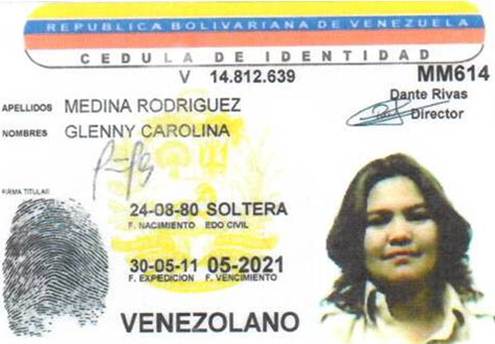 REPUBLICA BOLIVARIANA DE VENEZUELA
CEDULA DE IDENTIDAD
V 14.812.639 MM614
Dante Rivas
Director
APELLIDOS MEDINA RODRIGUEZ
NOMBRES GLENNY CAROLINA
FIRMA TITULAR
24-08-80 SOLTERA
F. NACIMIENTO EDO CIVIL
30-05-11 05-2021
F. EXPEDICION F. VENCIMIENTO
VENEZOLANO